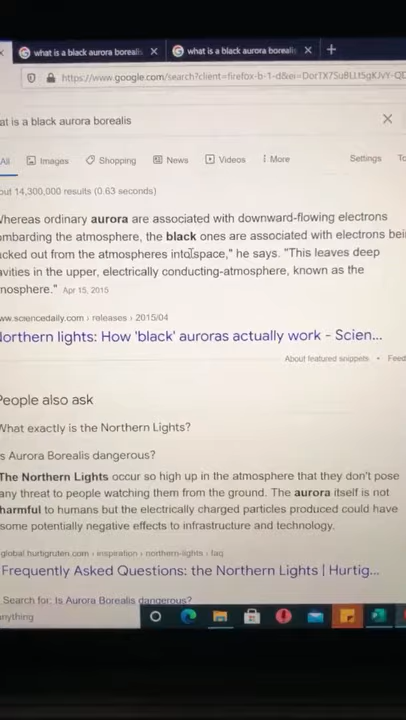 what is a black aurora borealis
what is a black aurora borealis
https://www.google.com/search?client=firefox-b-1-d&ei=
at is a black aurora borealis
All Images Shopping News Videos More Settings To
out 14,300,000 results (0.63 seconds)
Whereas ordinary aurora are associated with downward-flowing electrons
ombarding the atmosphere, the black ones are associated with electrons bei
ucked out from the atmospheres into space," he says. "This leaves deep
avities in the upper, electrically conducting-atmosphere, known as the
nosphere." Apr 15, 2015
ww.sciencedaily.com › releases › 2015/04
Northern lights: How 'black' auroras actually work - Scien...
About featured snippets • Feed
People also ask
What exactly is the Northern Lights?
s Aurora Borealis dangerous?
The Northern Lights occur so high up in the atmosphere that they don't pose
any threat to people watching them from the ground. The aurora itself is not
harmful to humans but the electrically charged particles produced could have
some potentially negative effects to infrastructure and technology.
global.hurtigruten.com › inspiration › northern-lights › faq
Frequently Asked Questions: the Northern Lights | Hurtig...
Search for: Is Aurora Borealis dangerous?
nything